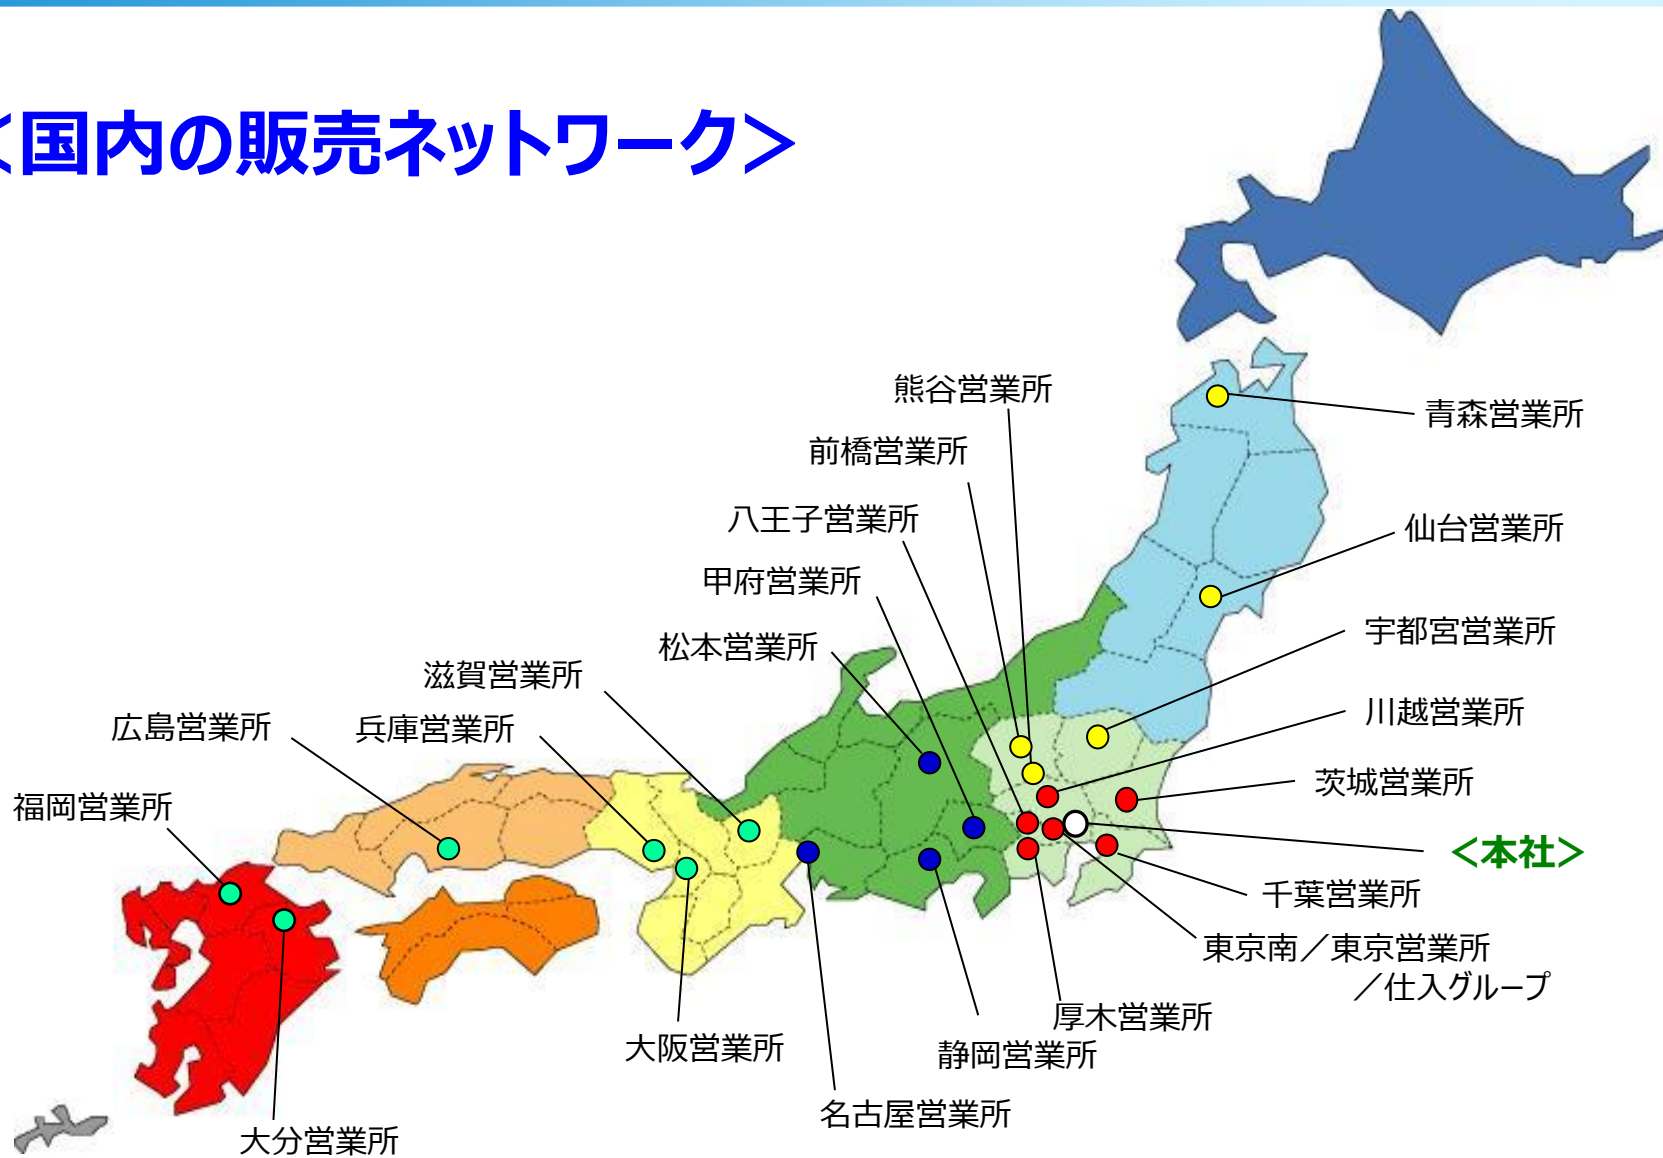 ＜国内の販売ネットワーク＞
熊谷営業所
青森営業所
前橋営業所
八王子営業所
仙台営業所
甲府営業所
宇都宮営業所
松本営業所
滋賀営業所
川越営業所
広島営業所
兵庫営業所
茨城営業所
福岡営業所
＜本社＞
千葉営業所
東京南／東京営業所
／仕入グループ
厚木営業所
大阪営業所
静岡営業所
名古屋営業所
大分営業所